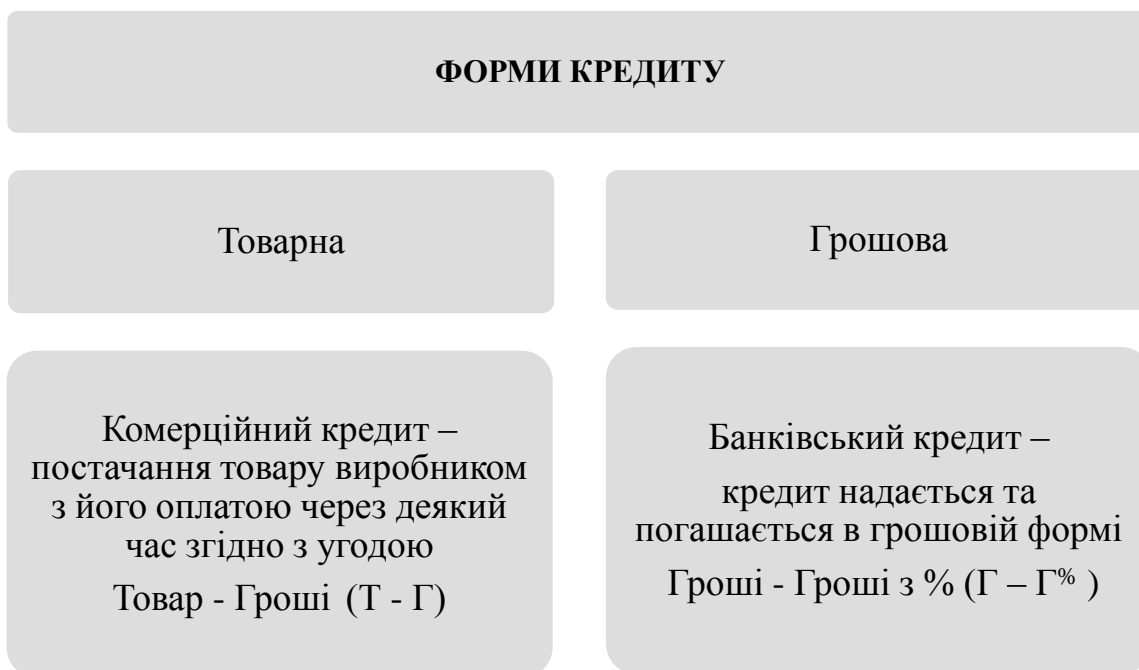 ФОРМИ КРЕДИТУ
Товарна
Грошова
Комерційний кредит –
постачання товару виробником
з його оплатою через деякий
час згідно з угодою
Товар - Гроші (Т - Г)
Банківський кредит –
кредит надається та
погашається в грошовій формі
Гроші - Гроші з % (Г – Г% )